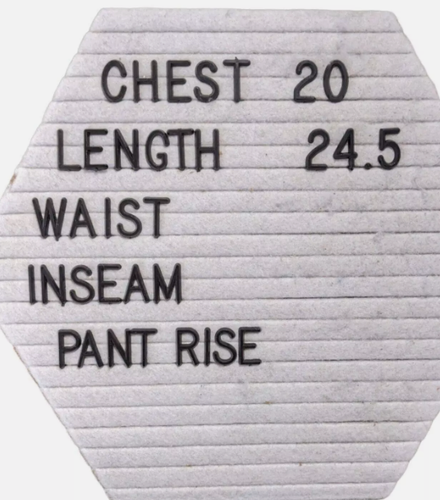 CHEST 20
LENGTH 24.5
WAIST
INSEAM
PANT RISE